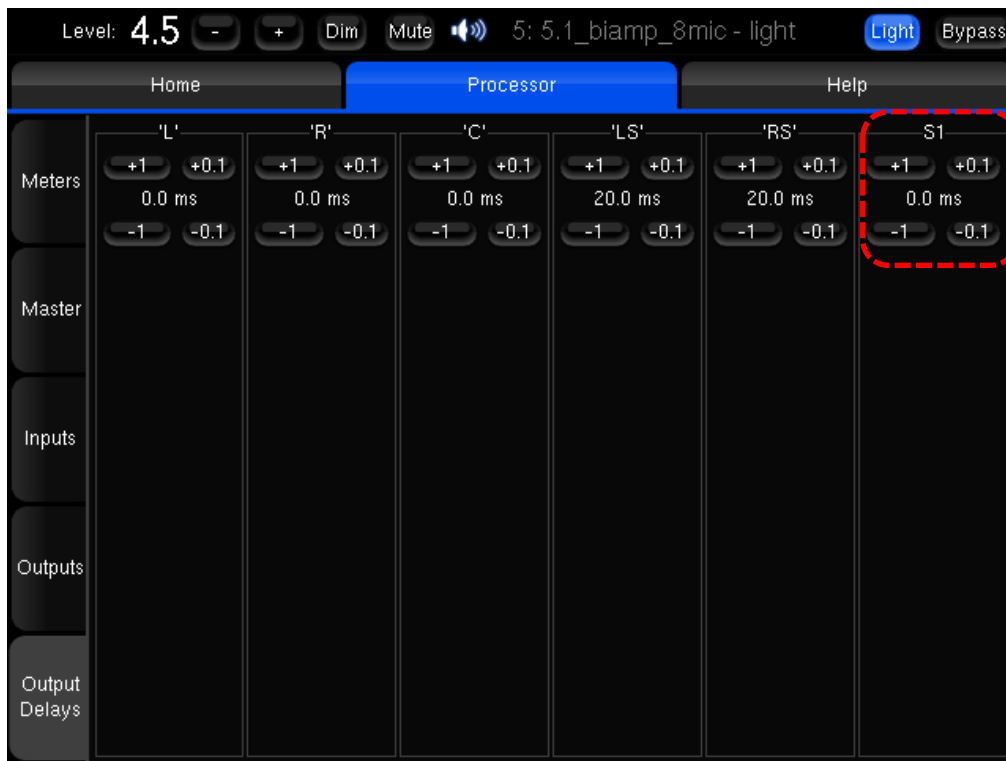 Level: 4.5 - + Dim Mute 5: 5.1_biamp_8mic - light Light Bypass
Home Processor Help
'L' 'R' 'C' 'LS' 'RS' S1
+1 +0.1 +1 +0.1 +1 +0.1 +1 +0.1 +1 +0.1 +1 +0.1
Meters
0.0 ms 0.0 ms 0.0 ms 20.0 ms 20.0 ms 0.0 ms
-1 -0.1 -1 -0.1 -1 -0.1 -1 -0.1 -1 -0.1 -1 -0.1
Master
Inputs
Outputs
Output
Delays